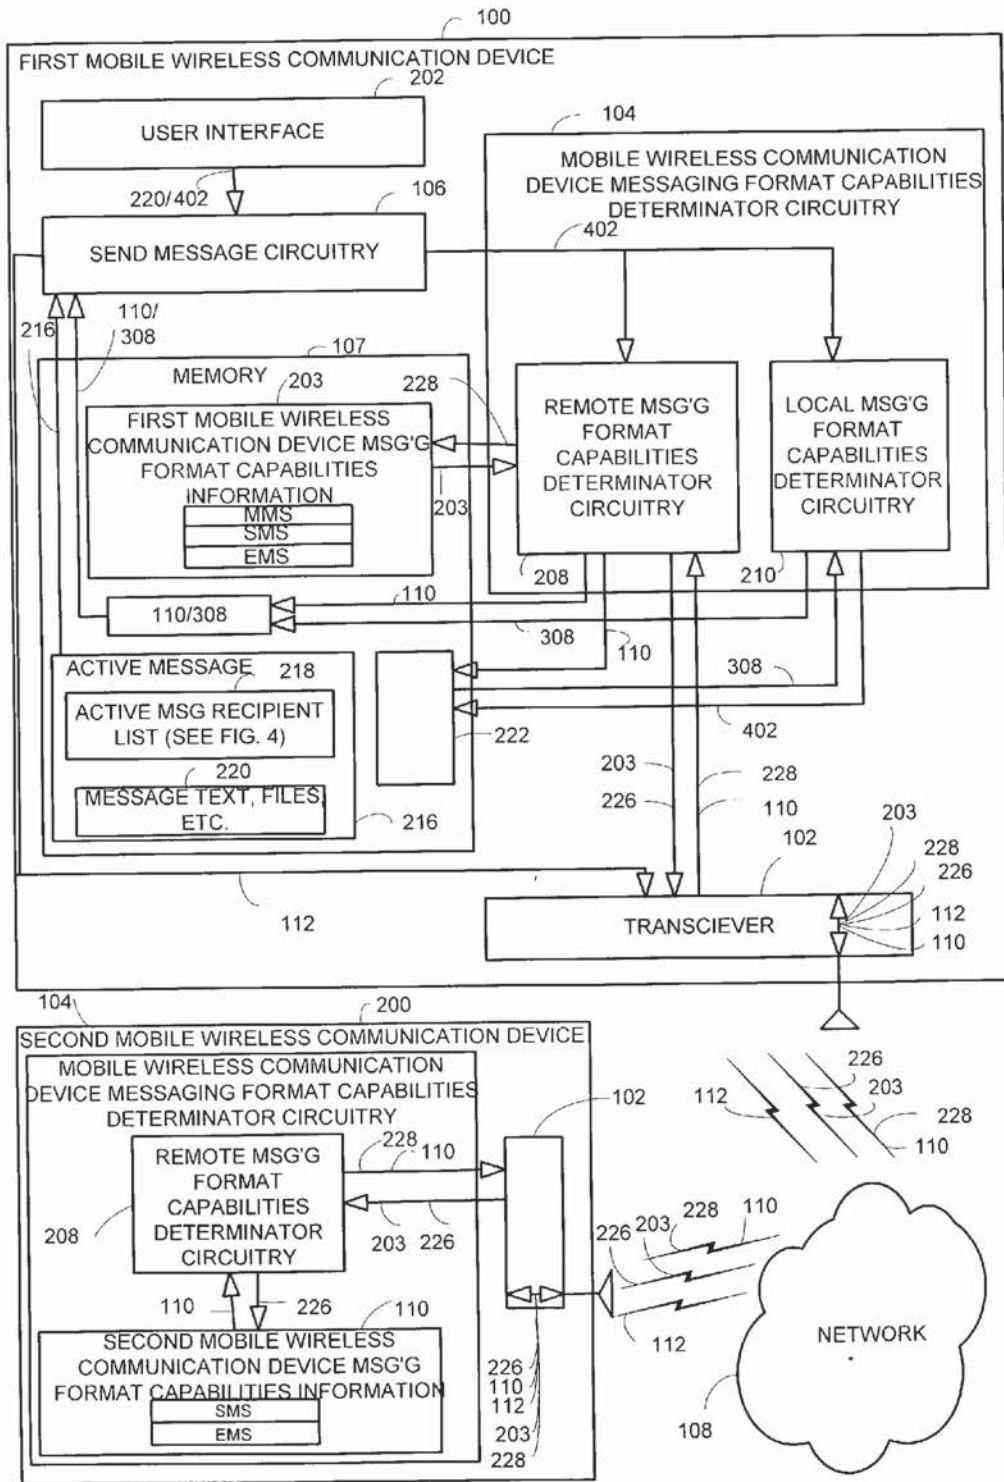 100
FIRST MOBILE WIRELESS COMMUNICATION DEVICE
202
USER INTERFACE
220/402
106
SEND MESSAGE CIRCUITRY
104
MOBILE WIRELESS COMMUNICATION
DEVICE MESSAGING FORMAT CAPABILITIES
DETERMINATOR CIRCUITRY
402
216
110/
308
107
MEMORY
203
FIRST MOBILE WIRELESS
COMMUNICATION DEVICE MSG'G
FORMAT CAPABILITIES
INFORMATION
MMS
SMS
EMS
228
203
REMOTE MSG'G
FORMAT
CAPABILITIES
DETERMINATOR
CIRCUITRY
208
LOCAL MSG'G
FORMAT
CAPABILITIES
DETERMINATOR
CIRCUITRY
210
110/308
110
308
110
308
402
ACTIVE MESSAGE
218
ACTIVE MSG RECIPIENT
LIST (SEE FIG. 4)
220
MESSAGE TEXT, FILES,
ETC.
216
222
203
226
228
110
112
102
TRANSCIEVER
203
228
226
112
110
104
200
SECOND MOBILE WIRELESS COMMUNICATION DEVICE
MOBILE WIRELESS COMMUNICATION
DEVICE MESSAGING FORMAT CAPABILITIES
DETERMINATOR CIRCUITRY
REMOTE MSG'G
FORMAT
CAPABILITIES
DETERMINATOR
CIRCUITRY
208
228
110
203
226
102
110
226
110
SECOND MOBILE WIRELESS
COMMUNICATION DEVICE MSG'G
FORMAT CAPABILITIES INFORMATION
SMS
EMS
226
110
112
203
228
112
226
203
228
110
226
203
228
110
112
NETWORK
108